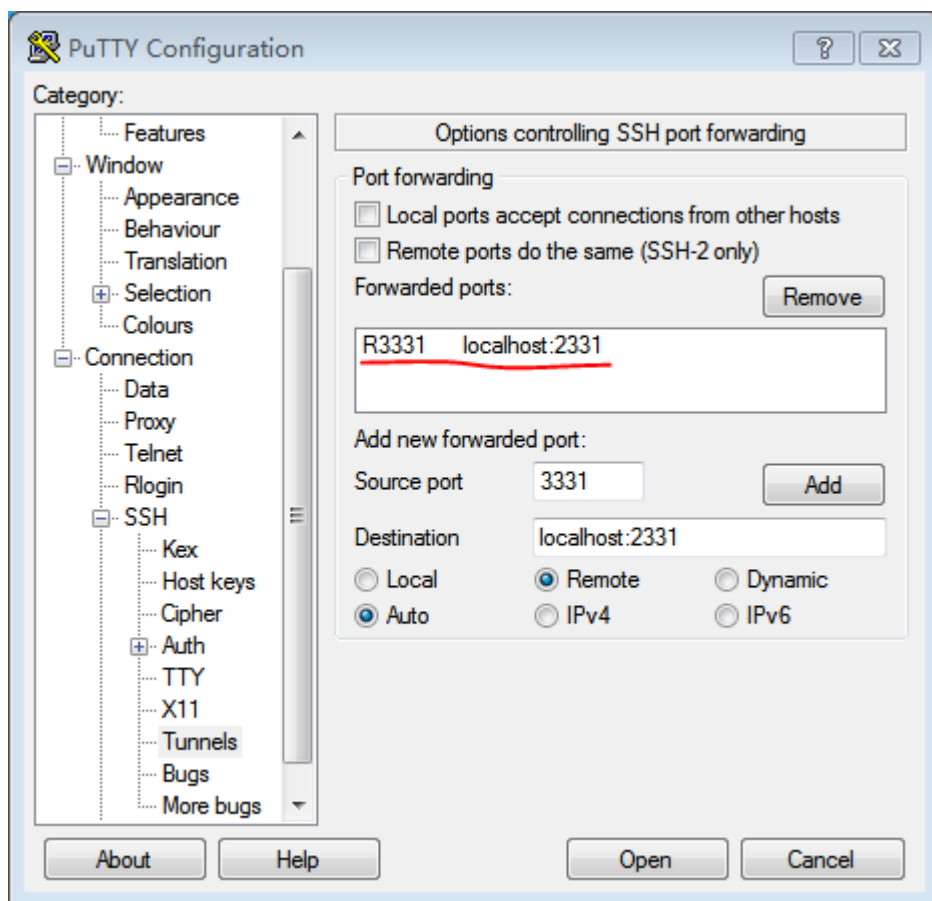 PuTTY Configuration
Category:
Features
Window
Appearance
Behaviour
Translation
Selection
Colours
Connection
Data
Proxy
Telnet
Rlogin
SSH
Kex
Host keys
Cipher
Auth
TTY
X11
Tunnels
Bugs
More bugs
Options controlling SSH port forwarding
Port forwarding
Local ports accept connections from other hosts
Remote ports do the same (SSH-2 only)
Forwarded ports:
Remove
R3331 localhost:2331
Add new forwarded port:
Source port 3331 Add
Destination localhost:2331
Local Remote Dynamic
Auto IPv4 IPv6
About Help Open Cancel